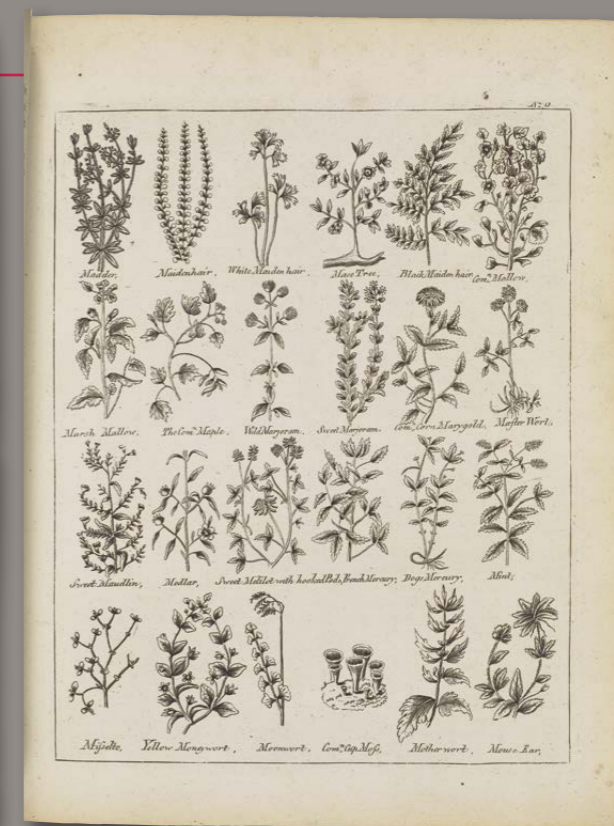 Madder,
Maidenhair.
White Maiden hair.
Mace Tree,
Black Maiden hair,
Com.ⁿ Mallow.
Marsh Mallow,
The Com.ⁿ Maple.
Wild Marjoram.
Sweet Marjoram.
Com.ⁿ Corn Marygold.
Master Wort.
Sweet Maudlin,
Medlar,
Sweet Melilot with hooked Pods,
French Mercury,
Dogs Mercury,
Mint,
Misselto,
Yellow Moneywort,
Moonwort.
Com.ⁿ Cup Moss,
Motherwort,
Mouse Ear,